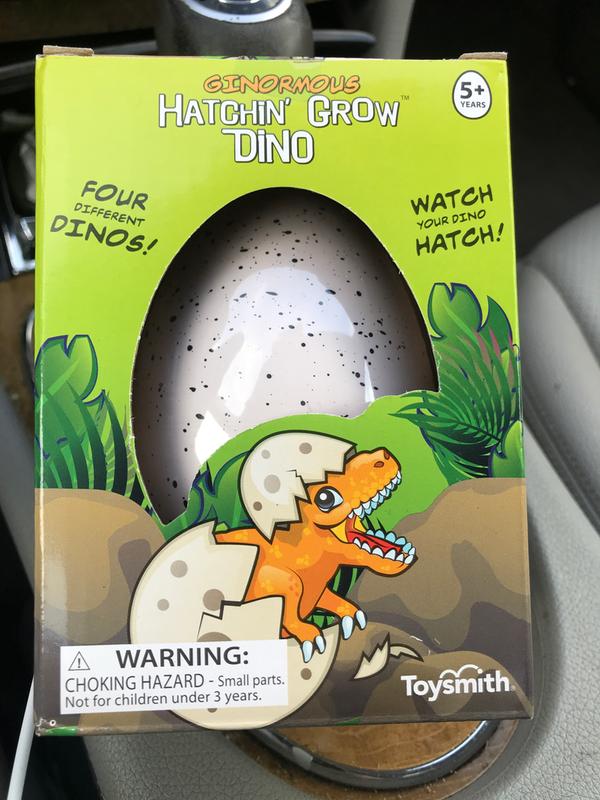 GINORMOUS
HATCHIN' GROW™
DINO
5+
YEARS
FOUR
DIFFERENT
DINOS!
WATCH
YOUR DINO
HATCH!
WARNING:
CHOKING HAZARD - Small parts.
Not for children under 3 years.
Toysmith®